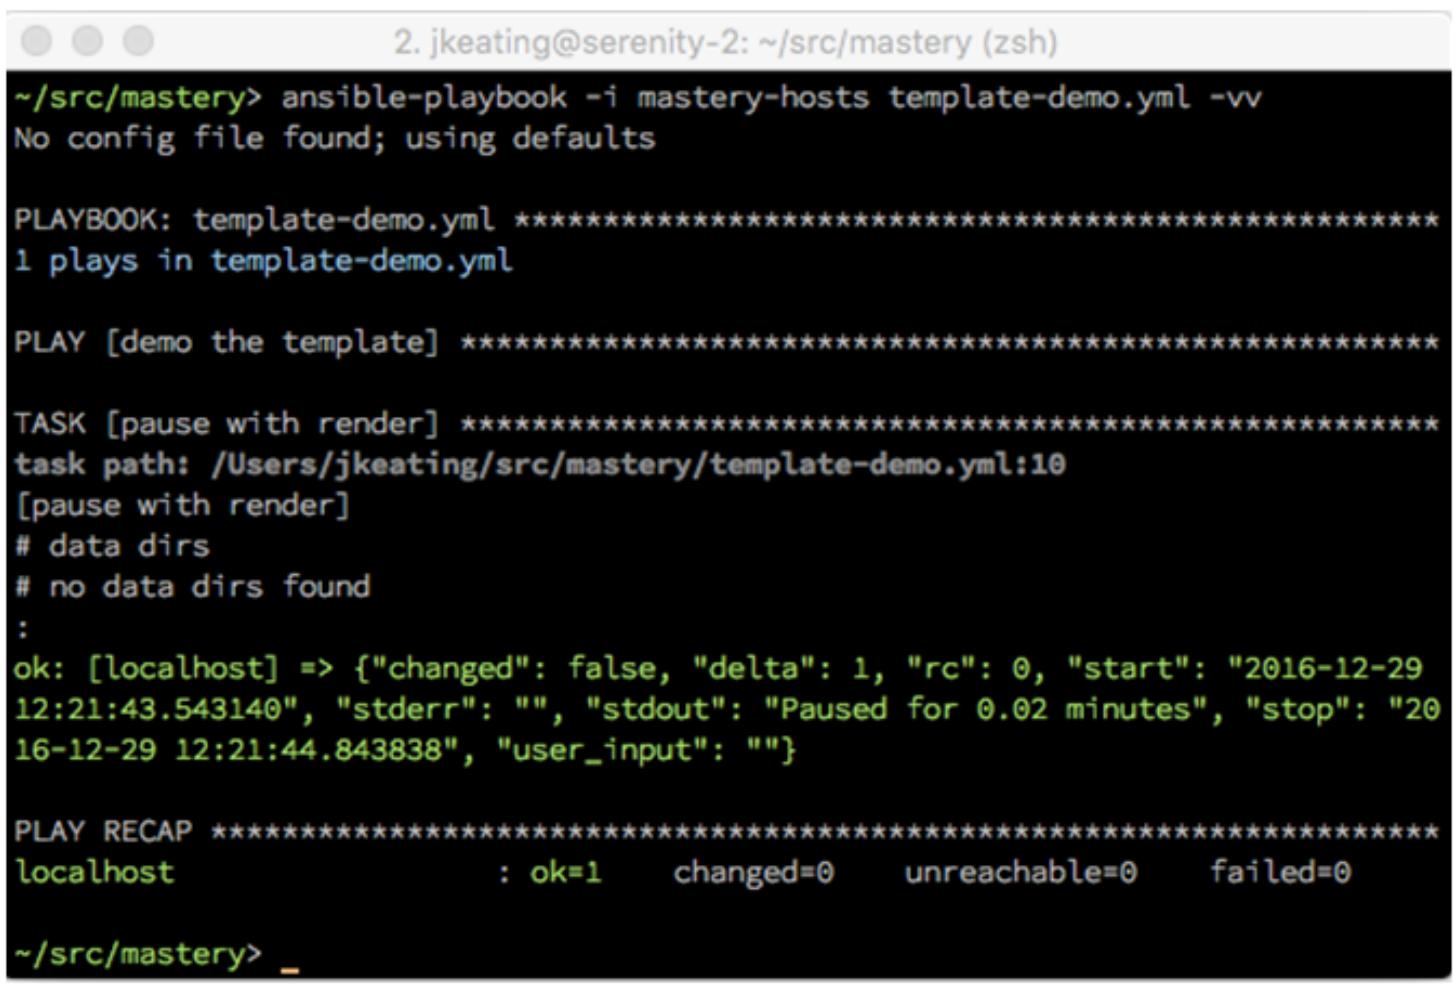 2. jkeating@serenity-2: ~/src/mastery (zsh)
~/src/mastery> ansible-playbook -i mastery-hosts template-demo.yml -vv
No config file found; using defaults
PLAYBOOK: template-demo.yml ****************************************************
1 plays in template-demo.yml
PLAY [demo the template] *******************************************************
TASK [pause with render] *******************************************************
task path: /Users/jkeating/src/mastery/template-demo.yml:10
[pause with render]
# data dirs
# no data dirs found
:
ok: [localhost] => {"changed": false, "delta": 1, "rc": 0, "start": "2016-12-29
12:21:43.543140", "stderr": "", "stdout": "Paused for 0.02 minutes", "stop": "20
16-12-29 12:21:44.843838", "user_input": ""}
PLAY RECAP *********************************************************************
localhost : ok=1 changed=0 unreachable=0 failed=0
~/src/mastery> _